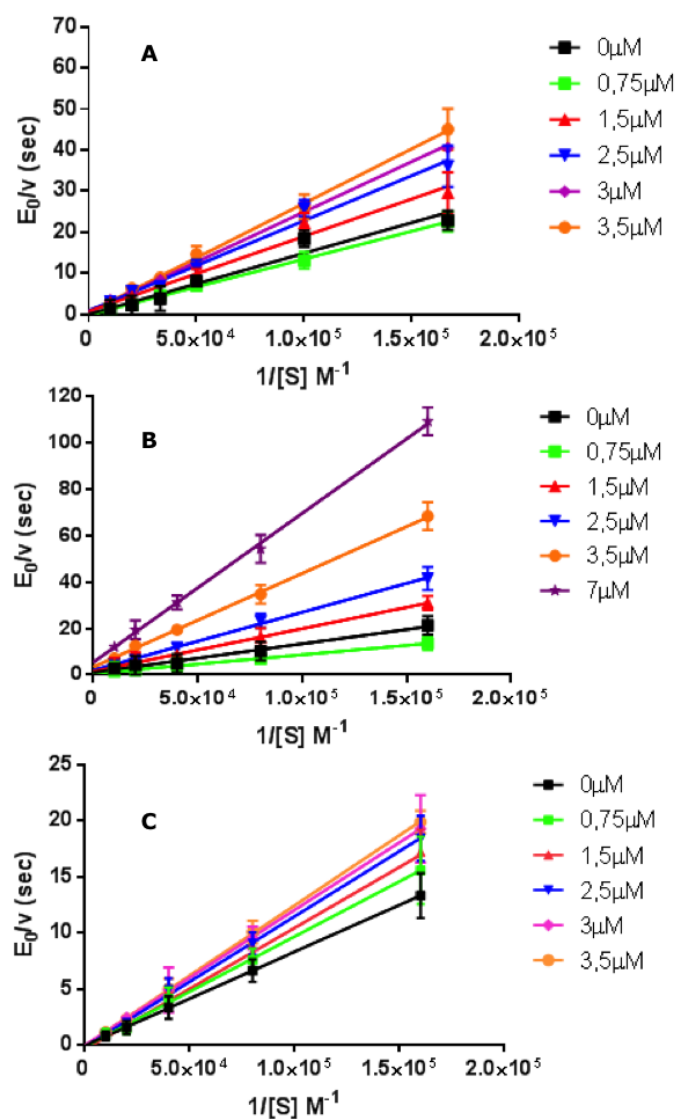 A
70
60
50
40
30
20
10
0
E₀/v (sec)
5.0×10⁴ 1.0×10⁵ 1.5×10⁵ 2.0×10⁵
1/[S] M⁻¹
0µM
0,75µM
1,5µM
2,5µM
3µM
3,5µM
B
120
100
80
60
40
20
0
E₀/v (sec)
0 5.0×10⁴ 1.0×10⁵ 1.5×10⁵ 2.0×10⁵
1/[S] M⁻¹
0µM
0,75µM
1,5µM
2,5µM
3,5µM
7µM
C
25
20
15
10
5
0
E₀/v (sec)
0 5.0×10⁴ 1.0×10⁵ 1.5×10⁵ 2.0×10⁵
1/[S] M⁻¹
0µM
0,75µM
1,5µM
2,5µM
3µM
3,5µM